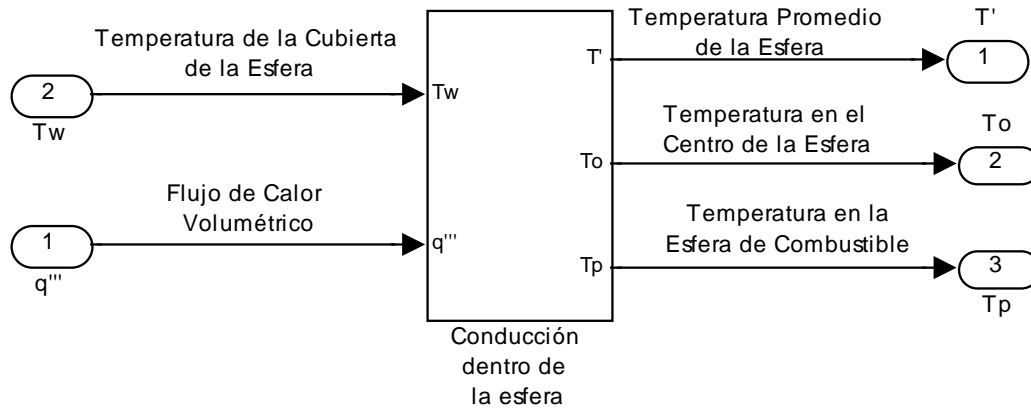 Temperatura de la Cubierta
de la Esfera
2
Tw
Flujo de Calor
Volumétrico
1
q'''
Tw
q'''
T'
To
Tp
Conducción
dentro de
la esfera
Temperatura Promedio
de la Esfera
T'
1
Temperatura en el
Centro de la Esfera
To
2
Temperatura en la
Esfera de Combustible
3
Tp